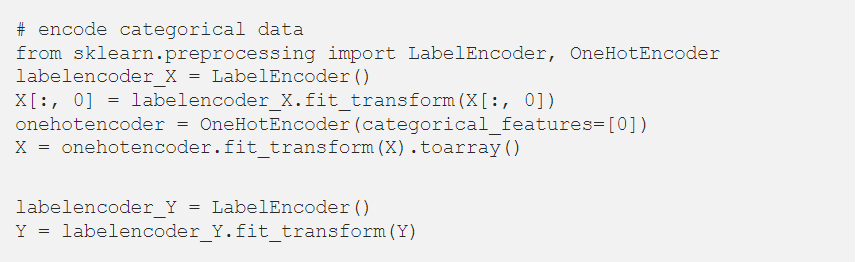 # encode categorical data
from sklearn.preprocessing import LabelEncoder, OneHotEncoder
labelencoder_X = LabelEncoder()
X[:, 0] = labelencoder_X.fit_transform(X[:, 0])
onehotencoder = OneHotEncoder(categorical_features=[0])
X = onehotencoder.fit_transform(X).toarray()
labelencoder_Y = LabelEncoder()
Y = labelencoder_Y.fit_transform(Y)